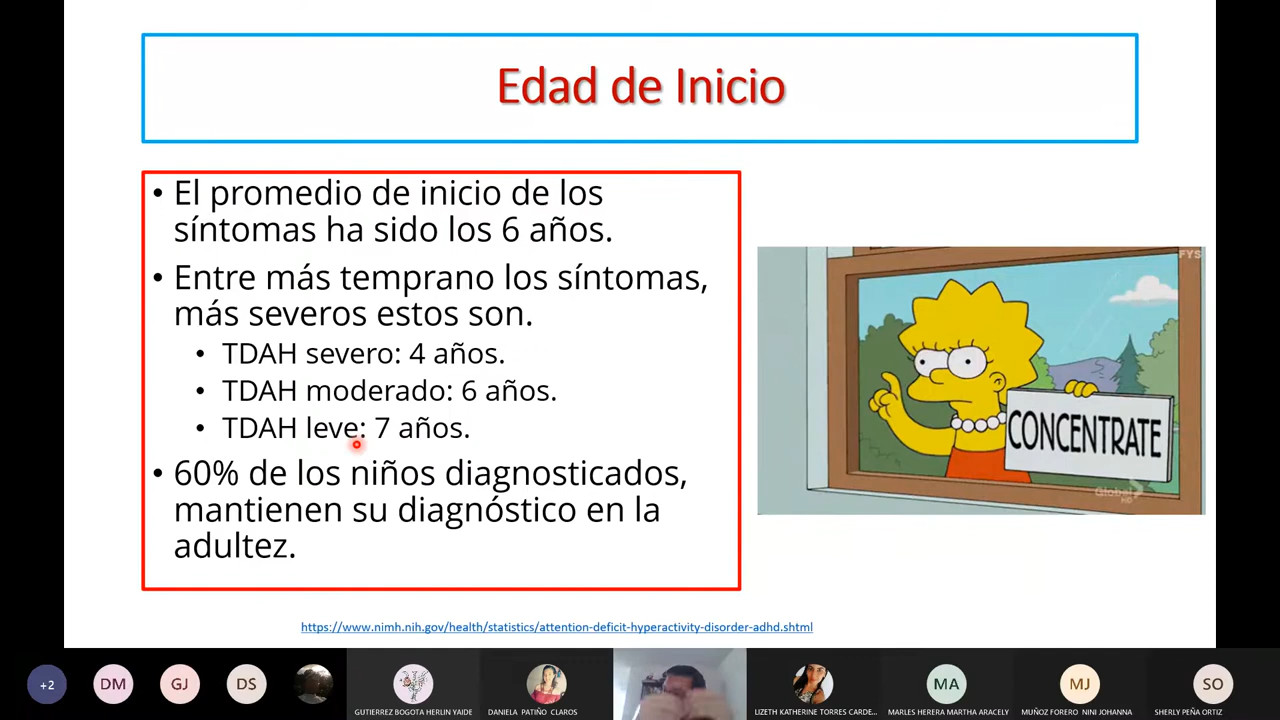 Edad de Inicio
• El promedio de inicio de los
síntomas ha sido los 6 años.
• Entre más temprano los síntomas,
más severos estos son.
• TDAH severo: 4 años.
• TDAH moderado: 6 años.
• TDAH leve: 7 años.
• 60% de los niños diagnosticados,
mantienen su diagnóstico en la
adultez.
FYS
CONCENTRATE
Global
HD
https://www.nimh.nih.gov/health/statistics/attention-deficit-hyperactivity-disorder-adhd.shtml
+2
DM
GJ
DS
GUTIERREZ BOGOTA HERLIN YAIDE
DANIELA PATIÑO CLAROS
LIZETH KATHERINE TORRES CARDE...
MA
MARLES HERERA MARTHA ARACELY
MJ
MUÑOZ FORERO NINI JOHANNA
SO
SHERLY PEÑA ORTIZ